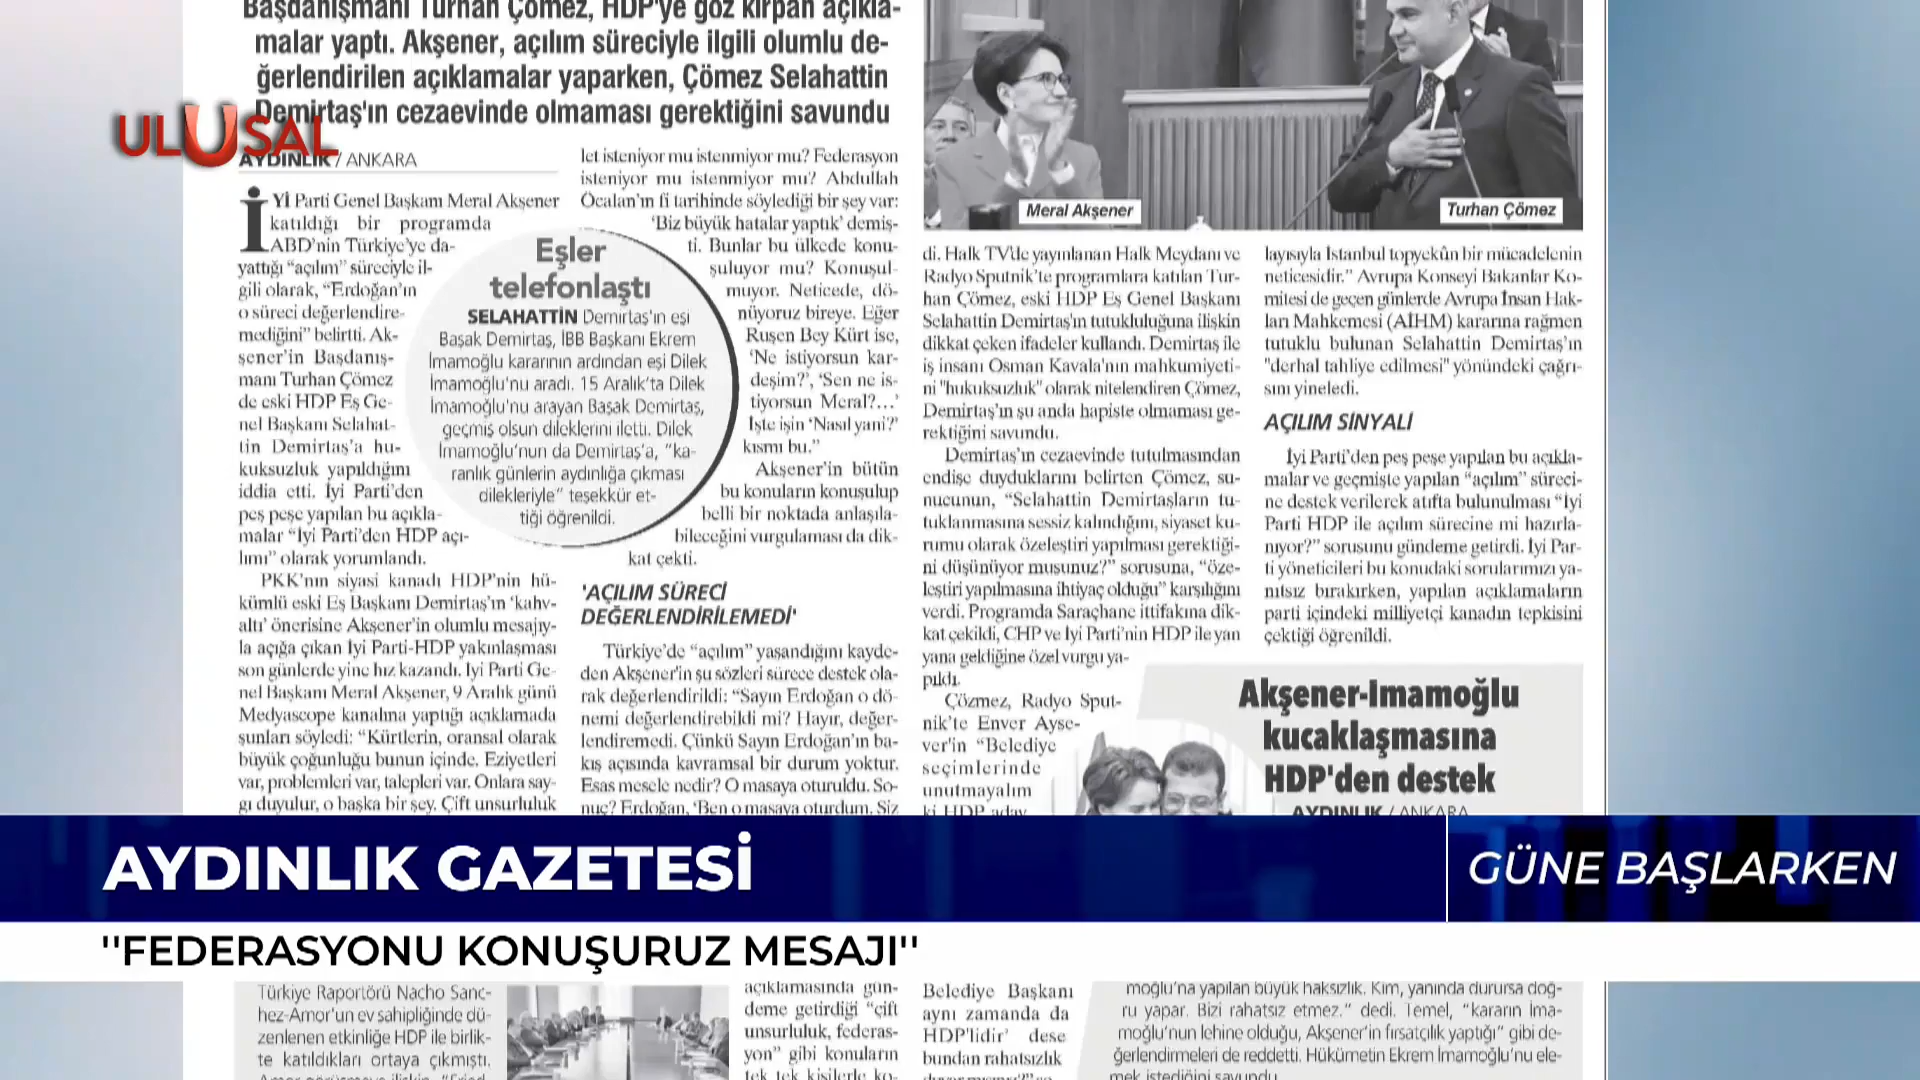 Başdanışmanı Turhan Çömez, HDP'ye göz kırpan açıkla-
malar yaptı. Akşener, açılım süreciyle ilgili olumlu de-
ğerlendirilen açıklamalar yaparken, Çömez Selahattin
Demirtaş'ın cezaevinde olmaması gerektiğini savundu
ULUSAL
AYDINLIK / ANKARA
İYİ Parti Genel Başkanı Meral Akşener
katıldığı bir programda
ABD'nin Türkiye'ye da-
yattığı “açılım” süreciyle il-
gili olarak, “Erdoğan'ın
o süreci değerlendire-
mediğini” belirtti. Ak-
şener'in Başdanış-
manı Turhan Çömez
de eski HDP Eş Ge-
nel Başkanı Selahat-
tin Demirtaş'a hu-
kuksuzluk yapıldığını
iddia etti. İyi Parti'den
peş peşe yapılan bu açıkla-
malar “İyi Parti'den HDP açı-
lımı” olarak yorumlandı.
PKK'nın siyasi kanadı HDP'nin hü-
kümlü eski Eş Başkanı Demirtaş'ın ‘kahv-
altı’ önerisine Akşener'in olumlu mesajıy-
la açığa çıkan İyi Parti-HDP yakınlaşması
son günlerde yine hız kazandı. İyi Parti Ge-
nel Başkanı Meral Akşener, 9 Aralık günü
Medyascope kanalına yaptığı açıklamada
şunları söyledi: “Kürtlerin, oransal olarak
büyük çoğunluğu bunun içinde. Eziyetleri
var, problemleri var, talepleri var. Onlara say-
gı duyulur, o başka bir şey. Çift unsurluluk
Eşler
telefonlaştı
SELAHATTİN Demirtaş'ın eşi
Başak Demirtaş, İBB Başkanı Ekrem
İmamoğlu kararının ardından eşi Dilek
İmamoğlu'nu aradı. 15 Aralık'ta Dilek
İmamoğlu'nu arayan Başak Demirtaş,
geçmiş olsun dileklerini iletti. Dilek
İmamoğlu'nun da Demirtaş'a, “ka-
ranlık günlerin aydınlığa çıkması
dilekleriyle” teşekkür et-
tiği öğrenildi.
let isteniyor mu istenmiyor mu? Federasyon
isteniyor mu istenmiyor mu? Abdullah
Öcalan'ın fi tarihinde söylediği bir şey var:
‘Biz büyük hatalar yaptık’ demiş-
ti. Bunlar bu ülkede konu-
şuluyor mu? Konuşul-
muyor. Neticede, dö-
nüyoruz bireye. Eğer
Ruşen Bey Kürt ise,
‘Ne istiyorsun kar-
deşim?’, ‘Sen ne is-
tiyorsun Meral?…’
İşte işin ‘Nasıl yani?’
kısmı bu.”
Akşener'in bütün
bu konuların konuşulup
belli bir noktada anlaşıla-
bileceğini vurgulaması da dik-
kat çekti.
'AÇILIM SÜRECİ
DEĞERLENDİRİLEMEDİ'
Türkiye'de “açılım” yaşandığını kayde-
den Akşener'in şu sözleri sürece destek ola-
rak değerlendirildi: “Sayın Erdoğan o dö-
nemi değerlendirebildi mi? Hayır, değer-
lendiremedi. Çünkü Sayın Erdoğan'ın ba-
kış açısında kavramsal bir durum yoktur.
Esas mesele nedir? O masaya oturuldu. So-
nuç? Erdoğan, ‘Ben o masaya oturdum. Siz
Meral Akşener
Turhan Çömez
di. Halk TV'de yayınlanan Halk Meydanı ve
Radyo Sputnik'te programlara katılan Tur-
han Çömez, eski HDP Eş Genel Başkanı
Selahattin Demirtaş'ın tutukluluğuna ilişkin
dikkat çeken ifadeler kullandı. Demirtaş ile
iş insanı Osman Kavala'nın mahkumiyeti-
ni "hukuksuzluk" olarak nitelendiren Çömez,
Demirtaş'ın şu anda hapiste olmaması ge-
rektiğini savundu.
Demirtaş'ın cezaevinde tutulmasından
endişe duyduklarını belirten Çömez, su-
nucunun, “Selahattin Demirtaşların tu-
tuklanmasına sessiz kalındığını, siyaset ku-
rumu olarak özeleştiri yapılması gerektiği-
ni düşünüyor musunuz?” sorusuna, “öze-
leştiri yapılmasına ihtiyaç olduğu” karşılığını
verdi. Programda Saraçhane ittifakına dik-
kat çekildi, CHP ve İyi Parti'nin HDP ile yan
yana geldiğine özel vurgu ya-
pıldı.
Çözmez, Radyo Sput-
nik'te Enver Ayse-
ver'in “Belediye
seçimlerinde
unutmayalım
ki HDP aday
layısıyla İstanbul topyekûn bir mücadelenin
neticesidir.” Avrupa Konseyi Bakanlar Ko-
mitesi de geçen günlerde Avrupa İnsan Hak-
ları Mahkemesi (AİHM) kararına rağmen
tutuklu bulunan Selahattin Demirtaş'ın
"derhal tahliye edilmesi" yönündeki çağrı-
sını yineledi.
AÇILIM SİNYALİ
İyi Parti'den peş peşe yapılan bu açıkla-
malar ve geçmişte yapılan “açılım” süreci-
ne destek verilerek atıfta bulunulması “İyi
Parti HDP ile açılım sürecine mi hazırla-
nıyor?” sorusunu gündeme getirdi. İyi Par-
ti yöneticileri bu konudaki sorularımızı ya-
nıtsız bırakırken, yapılan açıklamaların
parti içindeki milliyetçi kanadın tepkisini
çektiği öğrenildi.
Akşener-İmamoğlu
kucaklaşmasına
HDP'den destek
AYDINLIK / ANKARA
AYDINLIK GAZETESİ
GÜNE BAŞLARKEN
''FEDERASYONU KONUŞURUZ MESAJI''
Türkiye Raportörü Nacho Sanc-
hez-Amor'un ev sahipliğinde dü-
zenlenen etkinliğe HDP ile birlik-
te katıldıkları ortaya çıkmıştı.
açıklamasında gün-
deme getirdiği “çift
unsurluluk, federas-
yon” gibi konuların
tek tek kişilerle ko-
Belediye Başkanı
aynı zamanda da
HDP'lidir’ dese
bundan rahatsızlık
moğlu'na yapılan büyük haksızlık. Kim, yanında durursa doğ-
ru yapar. Bizi rahatsız etmez.” dedi. Temel, “kararın İma-
moğlu'nun lehine olduğu, Akşener'in fırsatçılık yaptığı” gibi de-
ğerlendirmeleri de reddetti. Hükümetin Ekrem İmamoğlu'nu ele-
mek istediğini savundu.